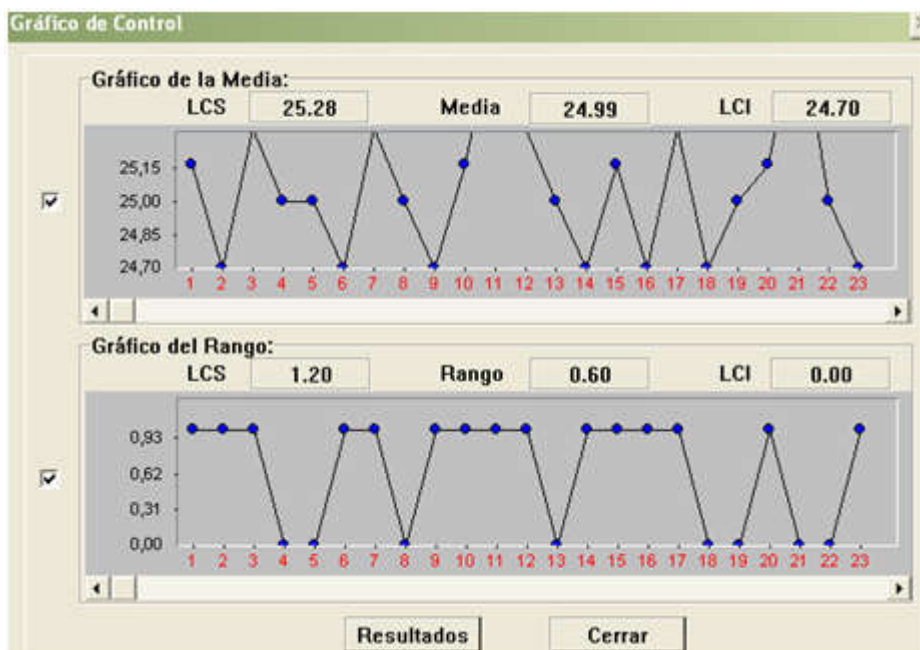 Gráfico de Control
Gráfico de la Media:
LCS 25.28 Media 24.99 LCI 24.70
25,15
25,00
24,85
24,70
1 2 3 4 5 6 7 8 9 10 11 12 13 14 15 16 17 18 19 20 21 22 23
Gráfico del Rango:
LCS 1.20 Rango 0.60 LCI 0.00
0,93
0,62
0,31
0,00
1 2 3 4 5 6 7 8 9 10 11 12 13 14 15 16 17 18 19 20 21 22 23
Resultados Cerrar